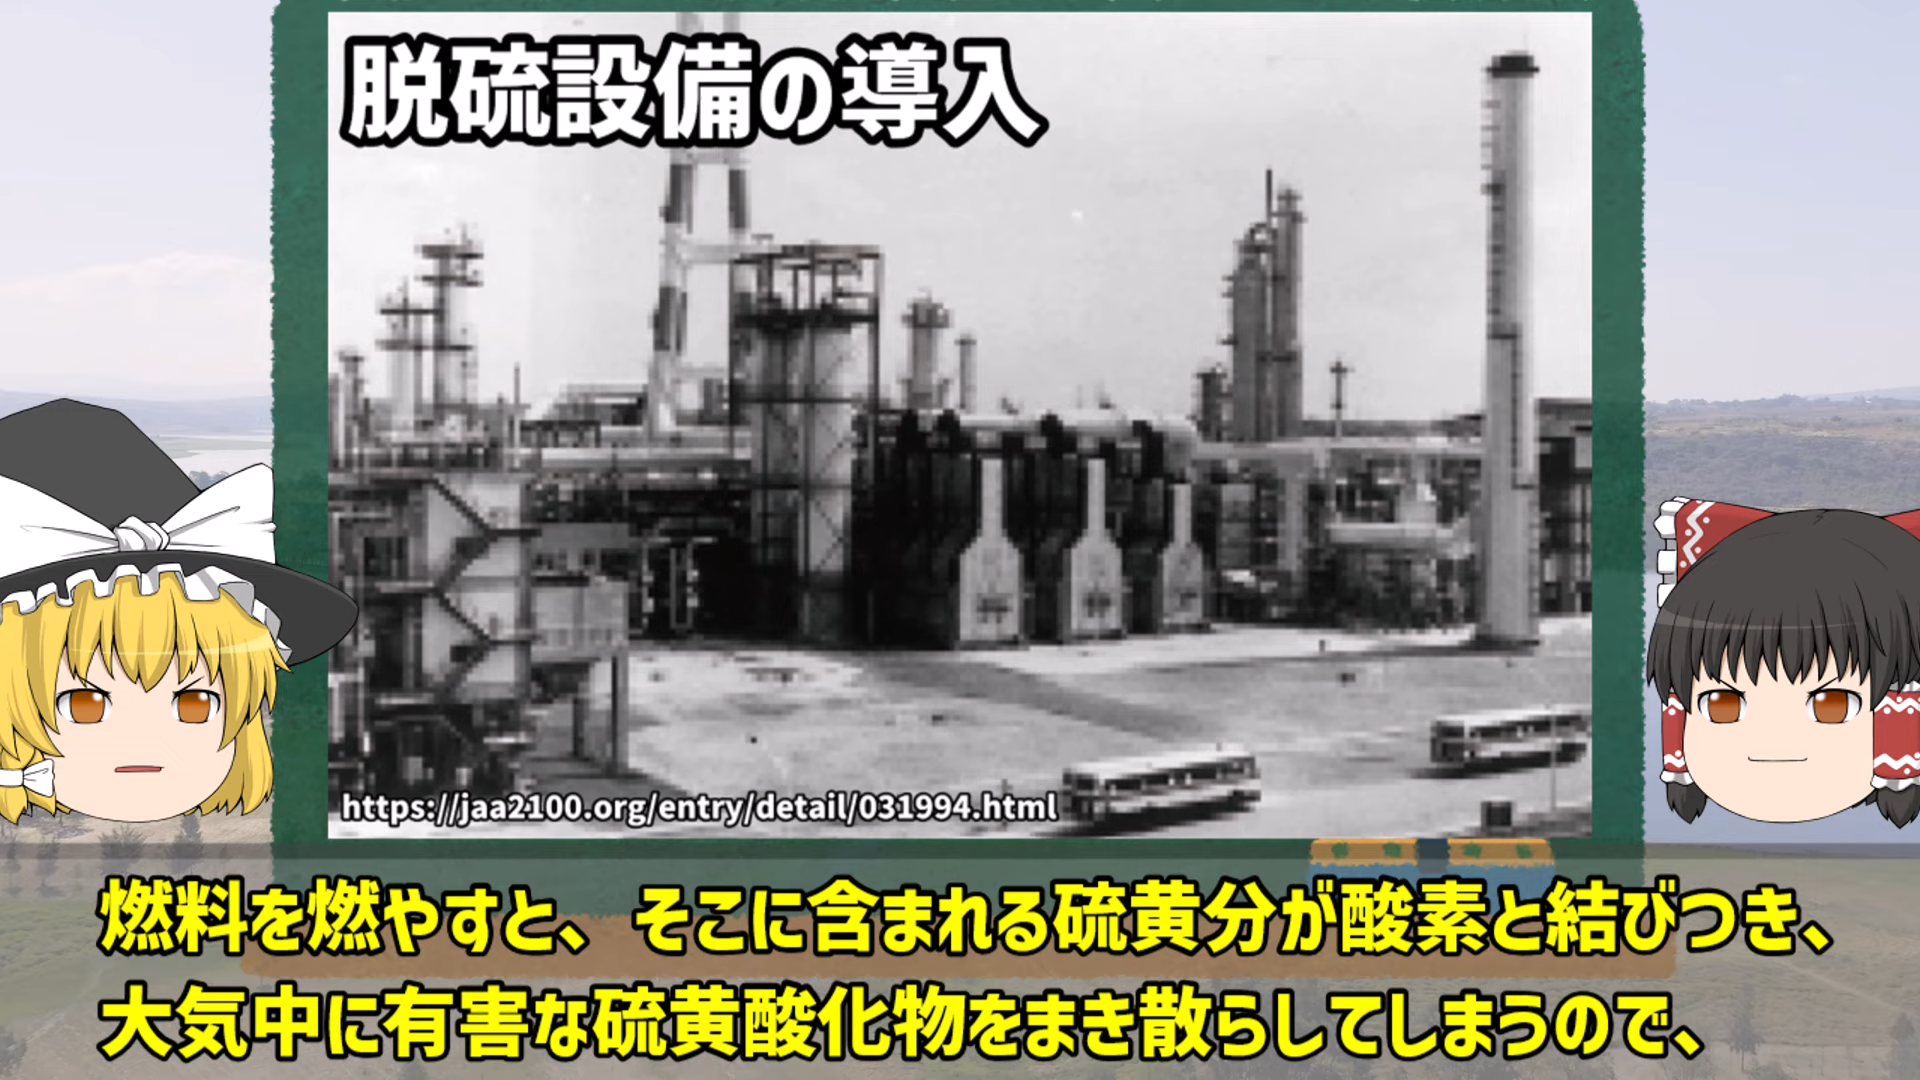 脱硫設備の導入
https://jaa2100.org/entry/detail/031994.html
燃料を燃やすと、そこに含まれる硫黄分が酸素と結びつき、
大気中に有害な硫黄酸化物をまき散らしてしまうので、